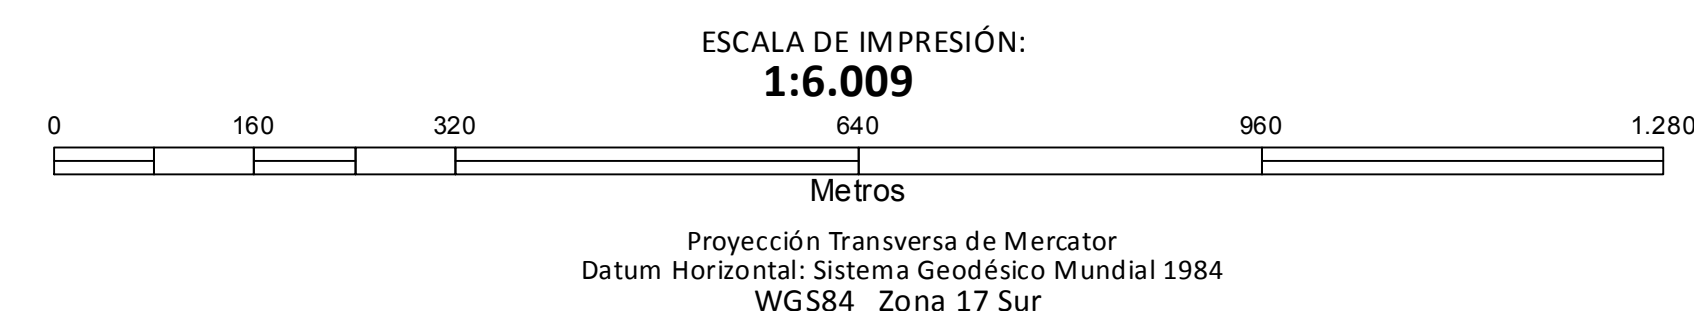 ESCALA DE IMPRESIÓN:
1:6.009
0 160 320 640 960 1.280
Metros
Proyección Transversa de Mercator
Datum Horizontal: Sistema Geodésico Mundial 1984
WGS84 Zona 17 Sur